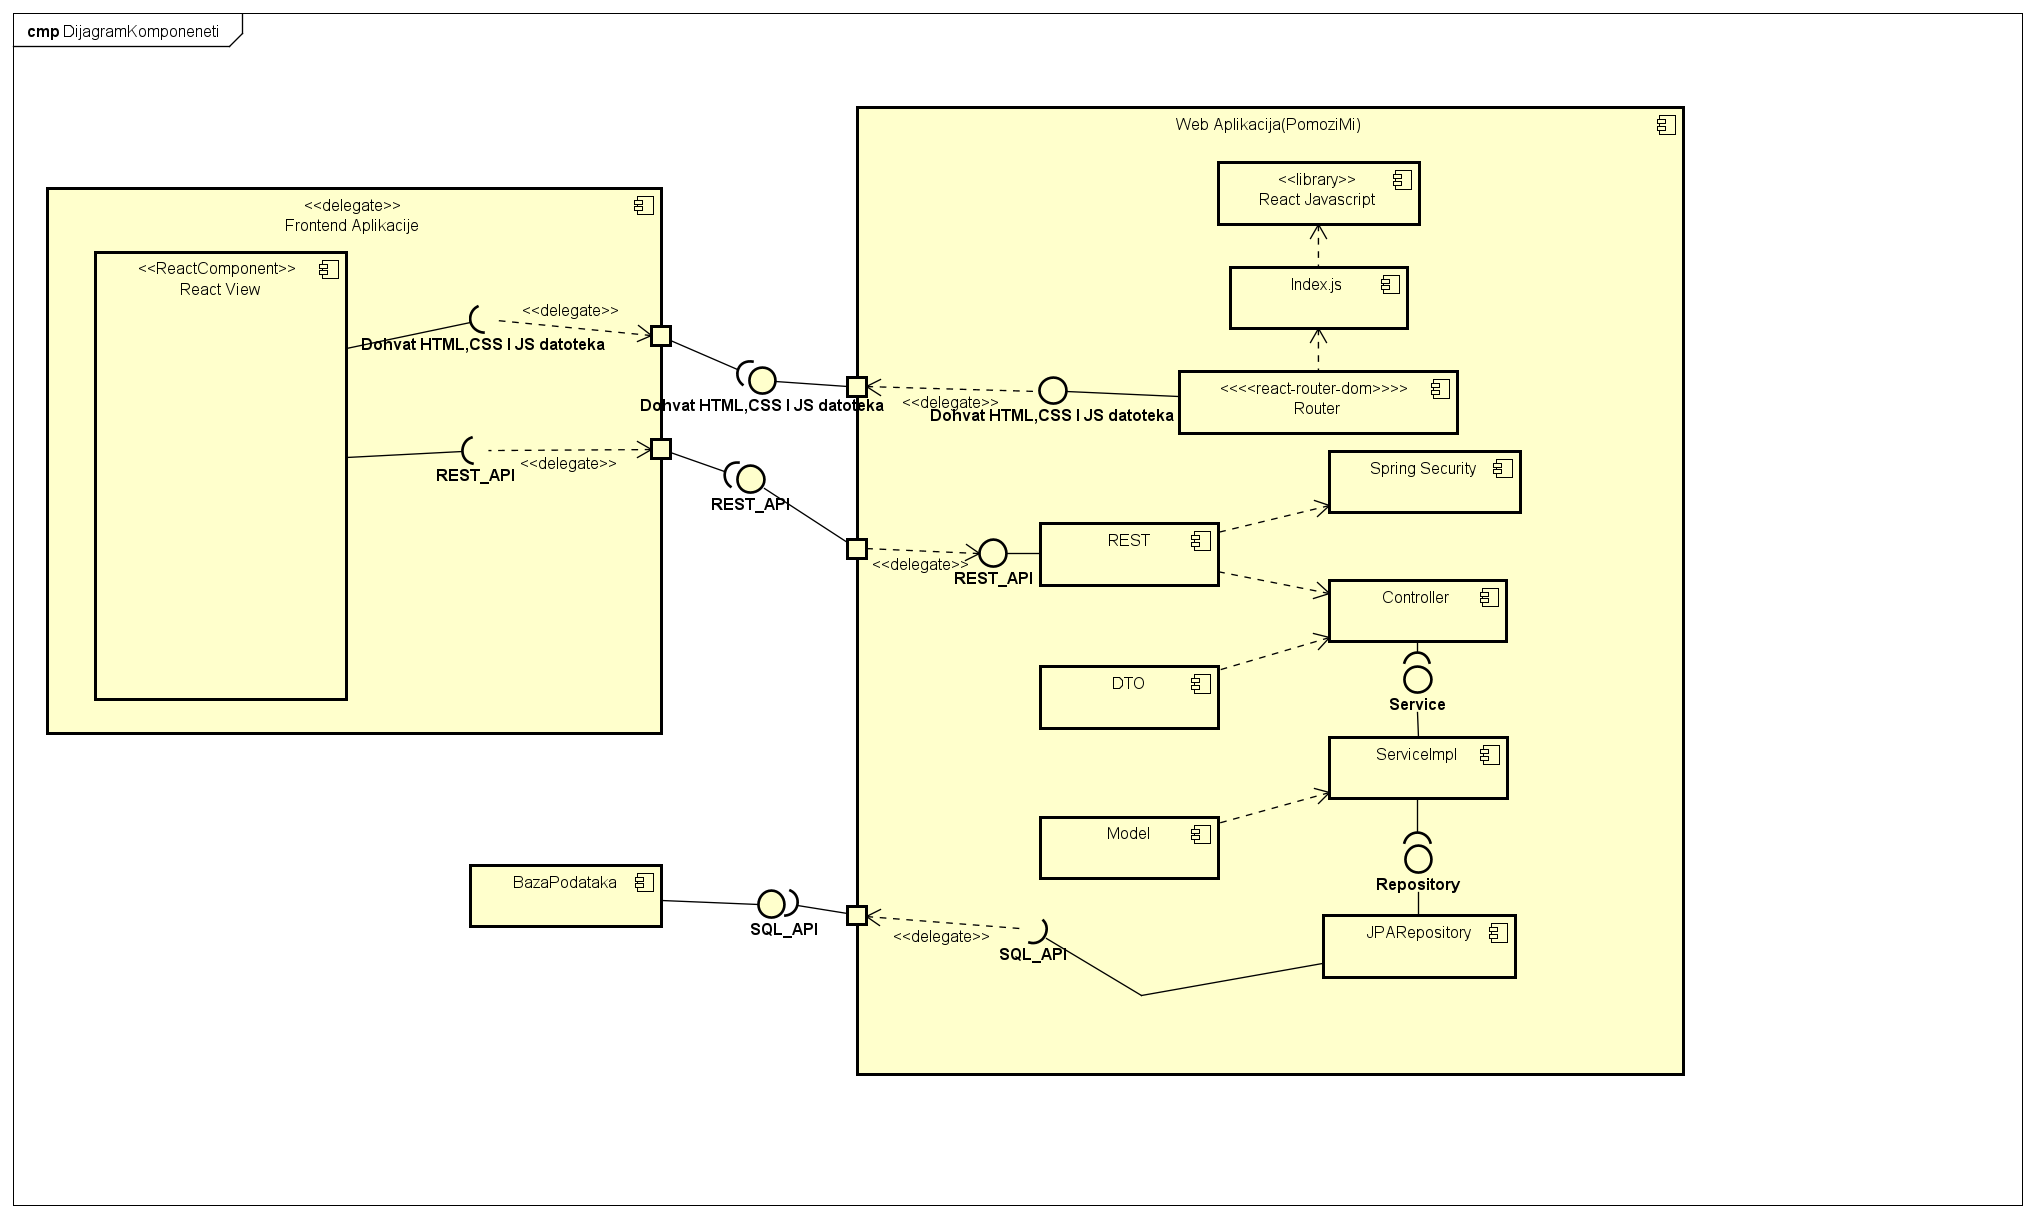 cmp DijagramKomponeneti
Web Aplikacija(PomoziMi)
<<library>>
React Javascript
<<delegate>>
Frontend Aplikacije
<<ReactComponent>>
React View
Index.js
<<delegate>>
Dohvat HTML,CSS I JS datoteka
Dohvat HTML,CSS I JS datoteka
<<delegate>>
Dohvat HTML,CSS I JS datoteka
<<<<react-router-dom>>>>
Router
<<delegate>>
REST_API
REST_API
Spring Security
REST
<<delegate>>
REST_API
Controller
DTO
Service
ServiceImpl
Model
BazaPodataka
Repository
SQL_API
<<delegate>>
SQL_API
JPARepository